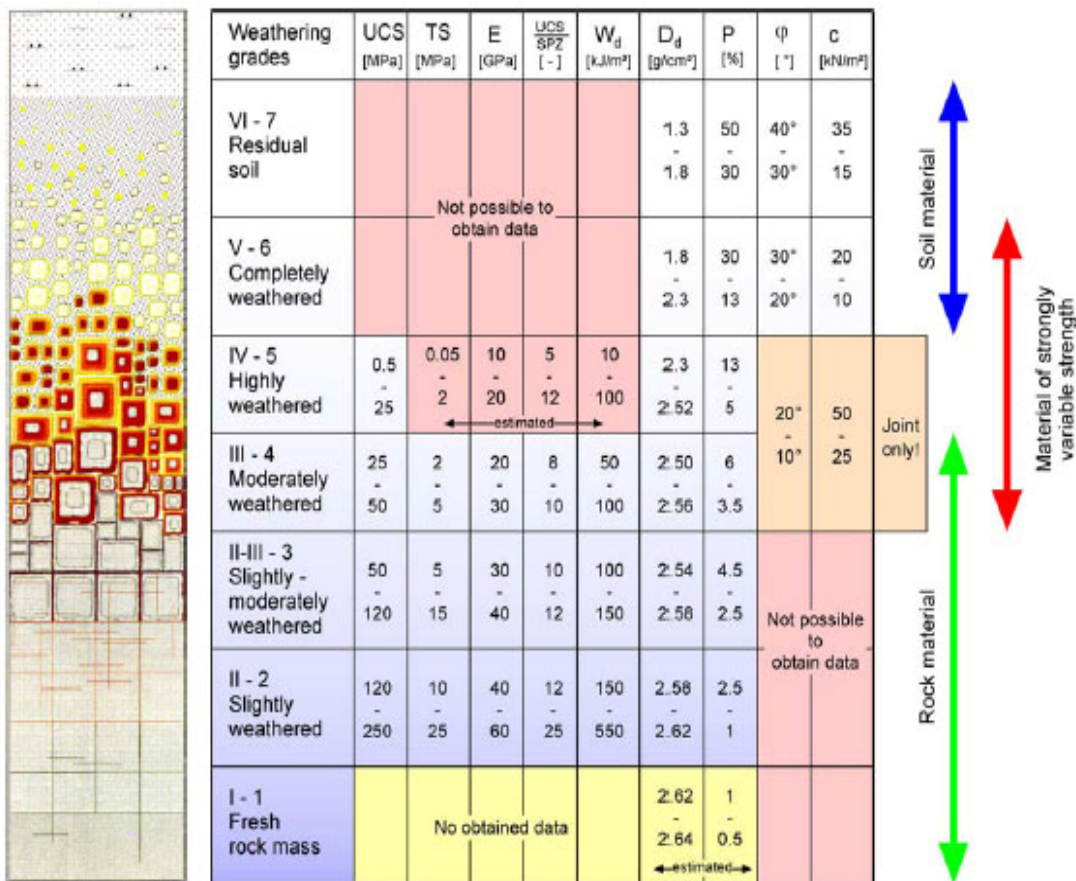 Weathering grades UCS [MPa] TS [MPa] E [GPa] UCS/SPZ [ - ] Wd [kJ/m³] Dd [g/cm³] P [%] φ [ ° ] c [kN/m²]
VI - 7
Residual
soil
1.3 - 1.8
50 - 30
40° - 30°
35 - 15
Not possible to
obtain data
V - 6
Completely
weathered
1.8 - 2.3
30 - 13
30° - 20°
20 - 10
IV - 5
Highly
weathered
0.5 - 25
0.05 - 2
10 - 20
5 - 12
10 - 100
estimated
2.3 - 2.52
13 - 5
20° - 10°
50 - 25
Joint
only!
III - 4
Moderately
weathered
25 - 50
2 - 5
20 - 30
8 - 10
50 - 100
2.50 - 2.56
6 - 3.5
II-III - 3
Slightly -
moderately
weathered
50 - 120
5 - 15
30 - 40
10 - 12
100 - 150
2.54 - 2.58
4.5 - 2.5
Not possible
to
obtain data
II - 2
Slightly
weathered
120 - 250
10 - 25
40 - 60
12 - 25
150 - 550
2.58 - 2.62
2.5 - 1
I - 1
Fresh
rock mass
No obtained data
2.62 - 2.64
1 - 0.5
estimated
Soil material
Material of strongly
variable strength
Rock material